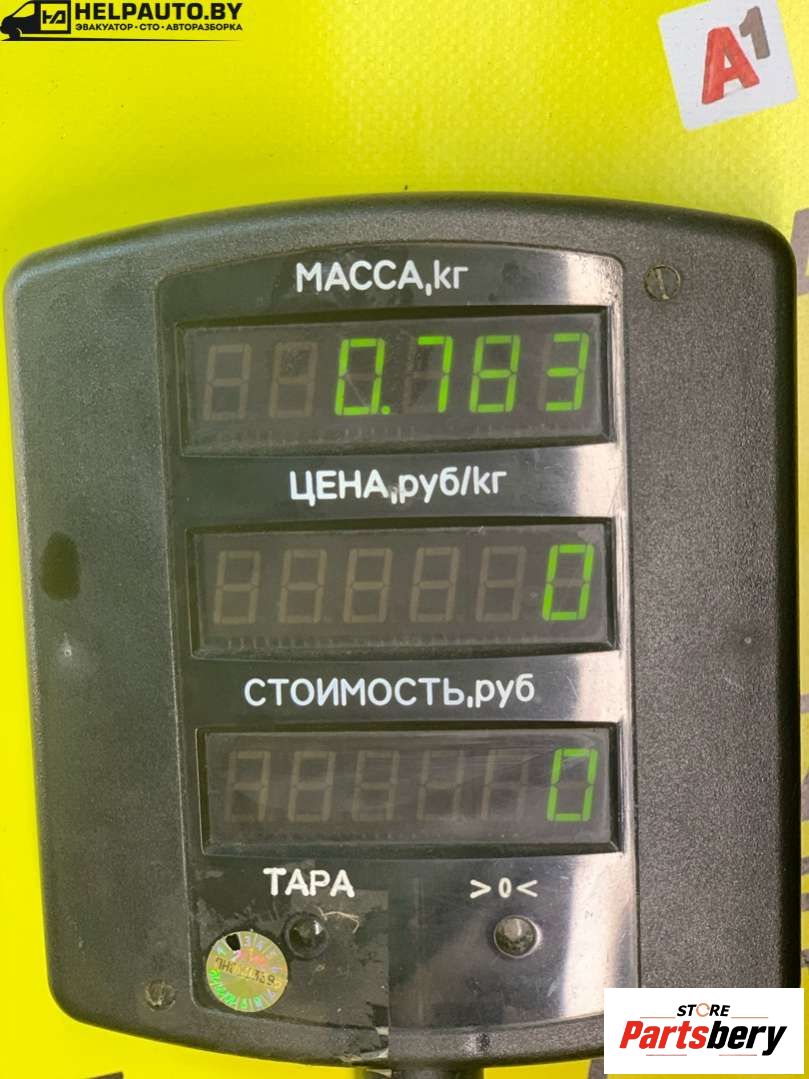 HELPAUTO.BY
ЭВАКУАТОР • СТО • АВТОРАЗБОРКА
A1
МАССА,кг
0.783
ЦЕНА,руб/кг
0
СТОИМОСТЬ,руб
0
ТАРА >0<
STORE
Partsbery